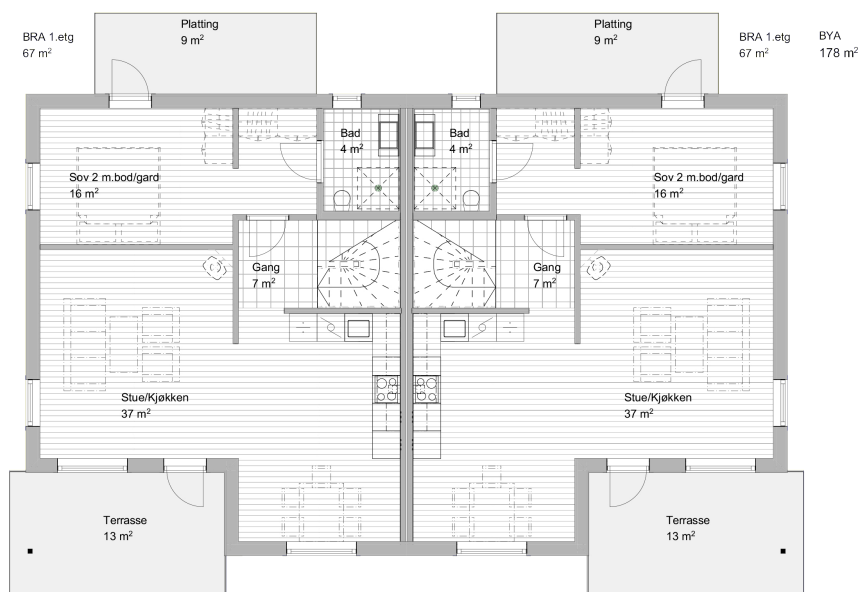 BRA 1.etg
67 m²
Platting
9 m²
Platting
9 m²
BRA 1.etg
67 m²
BYA
178 m²
Bad
4 m²
Bad
4 m²
Sov 2 m.bod/gard
16 m²
Sov 2 m.bod/gard
16 m²
Gang
7 m²
Gang
7 m²
Stue/Kjøkken
37 m²
Stue/Kjøkken
37 m²
Terrasse
13 m²
Terrasse
13 m²